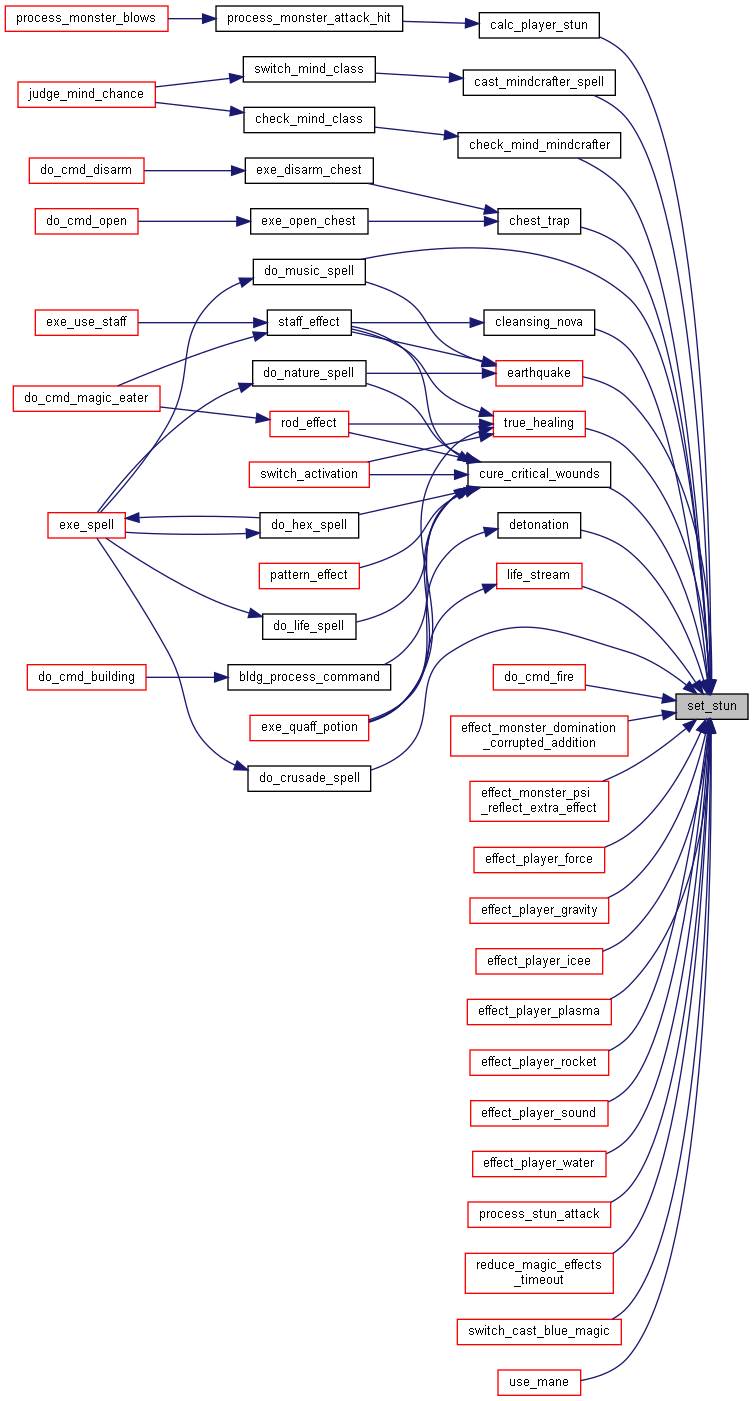 process_monster_blows
process_monster_attack_hit
calc_player_stun
switch_mind_class
cast_mindcrafter_spell
judge_mind_chance
check_mind_class
check_mind_mindcrafter
do_cmd_disarm
exe_disarm_chest
do_cmd_open
exe_open_chest
chest_trap
do_music_spell
exe_use_staff
staff_effect
cleansing_nova
do_nature_spell
earthquake
do_cmd_magic_eater
rod_effect
true_healing
switch_activation
cure_critical_wounds
exe_spell
do_hex_spell
detonation
pattern_effect
life_stream
do_life_spell
do_cmd_building
bldg_process_command
do_cmd_fire
set_stun
exe_quaff_potion
effect_monster_domination
_corrupted_addition
do_crusade_spell
effect_monster_psi
_reflect_extra_effect
effect_player_force
effect_player_gravity
effect_player_icee
effect_player_plasma
effect_player_rocket
effect_player_sound
effect_player_water
process_stun_attack
reduce_magic_effects
_timeout
switch_cast_blue_magic
use_mane